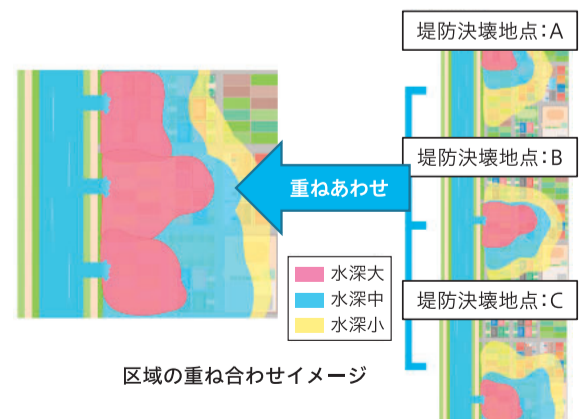 堤防決壊地点：A
堤防決壊地点：B
重ねあわせ
水深大
水深中
水深小
堤防決壊地点：C
区域の重ね合わせイメージ